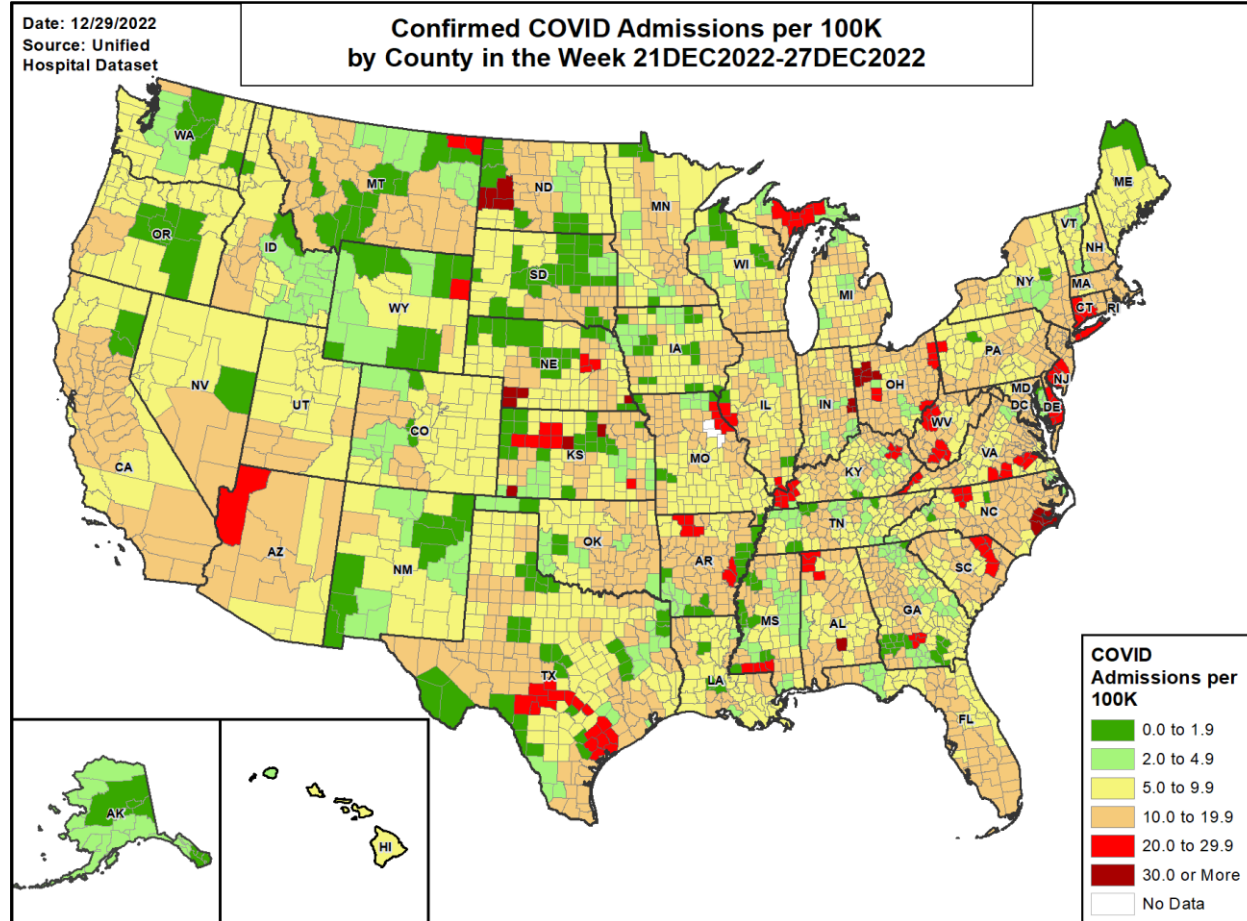 Date: 12/29/2022
Source: Unified
Hospital Dataset
Confirmed COVID Admissions per 100K
by County in the Week 21DEC2022-27DEC2022
WA
MT
ND
MN
ME
OR
ID
SD
WI
VT
NH
WY
MI
NY
MA
CT
RI
NV
UT
CO
NE
IA
PA
NJ
CA
KS
MO
IL
IN
OH
MD
DC
DE
WV
VA
KY
AZ
NM
OK
AR
TN
NC
SC
TX
LA
MS
AL
GA
FL
AK
HI
COVID
Admissions per
100K
0.0 to 1.9
2.0 to 4.9
5.0 to 9.9
10.0 to 19.9
20.0 to 29.9
30.0 or More
No Data